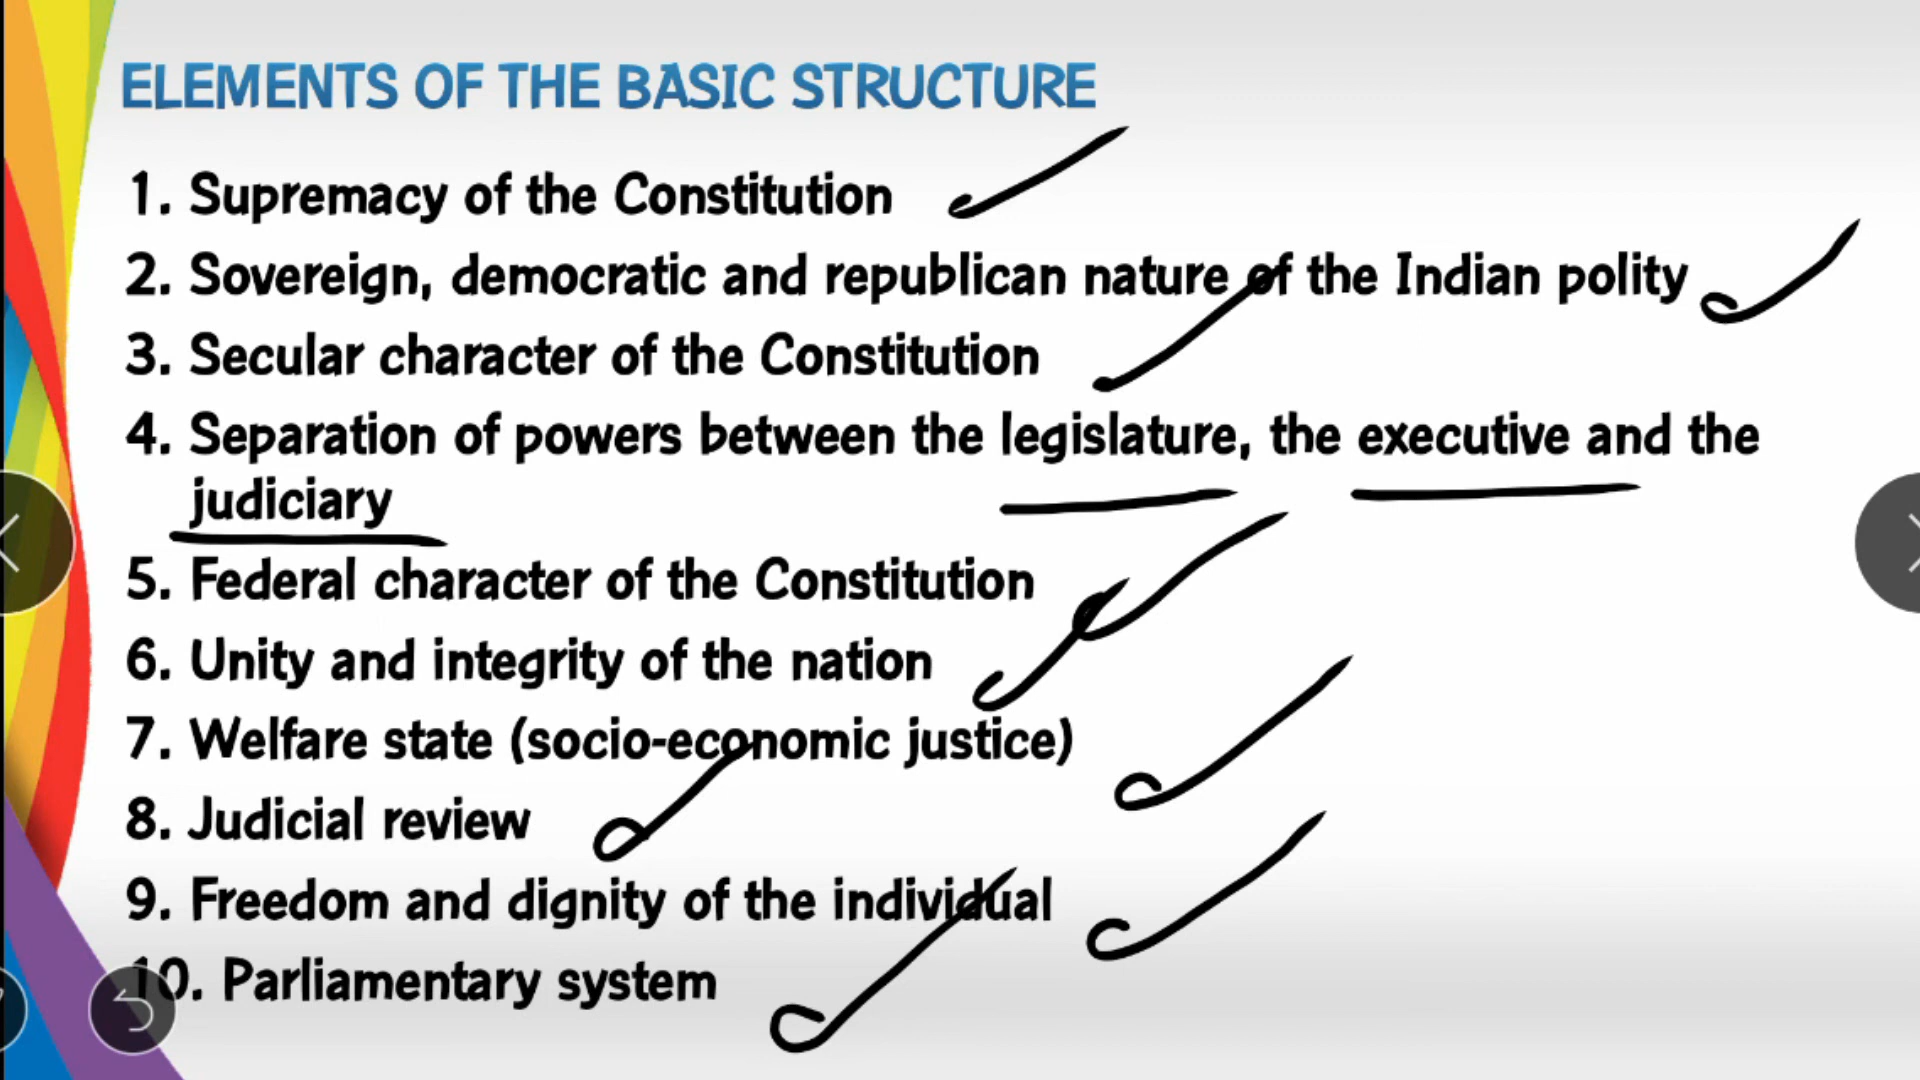 ELEMENTS OF THE BASIC STRUCTURE
1. Supremacy of the Constitution
2. Sovereign, democratic and republican nature of the Indian polity
3. Secular character of the Constitution
4. Separation of powers between the legislature, the executive and the
judiciary
5. Federal character of the Constitution
6. Unity and integrity of the nation
7. Welfare state (socio-economic justice)
8. Judicial review
9. Freedom and dignity of the individual
10. Parliamentary system